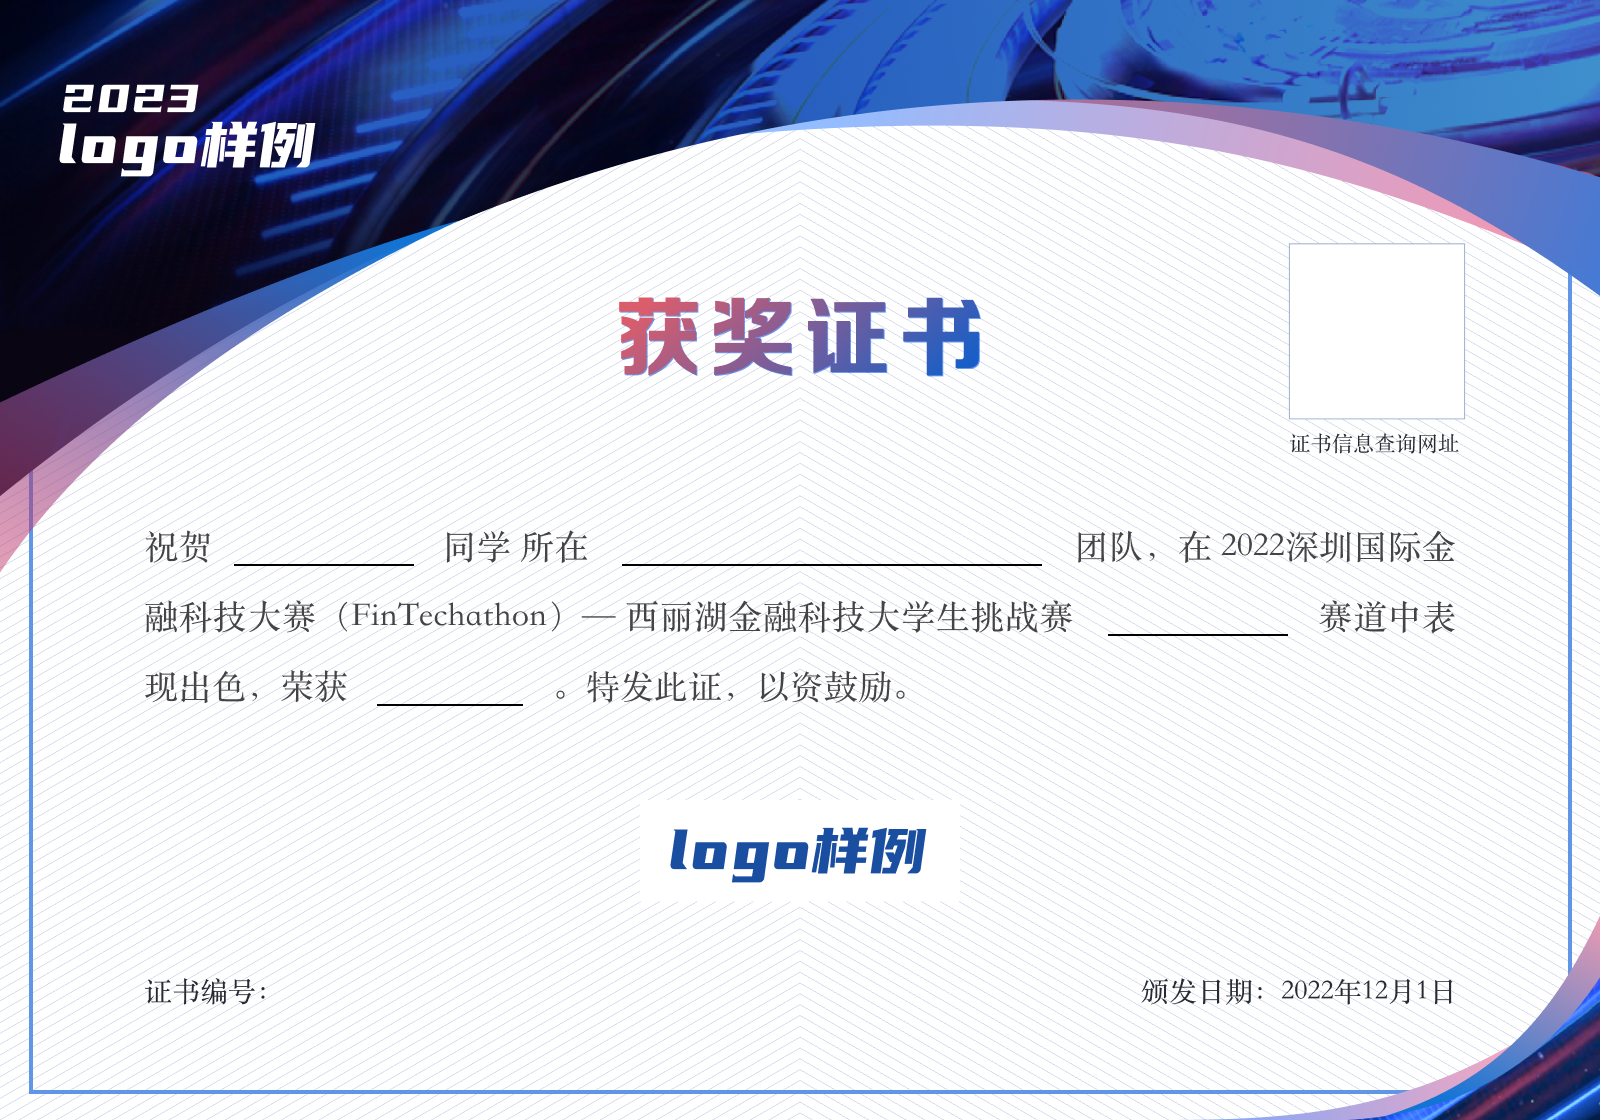 2023
logo样例
获奖证书
证书信息查询网址
祝贺 同学 所在 团队，在 2022深圳国际金
融科技大赛（FinTechathon）— 西丽湖金融科技大学生挑战赛 赛道中表
现出色，荣获 。特发此证，以资鼓励。
logo样例
证书编号：
颁发日期：2022年12月1日